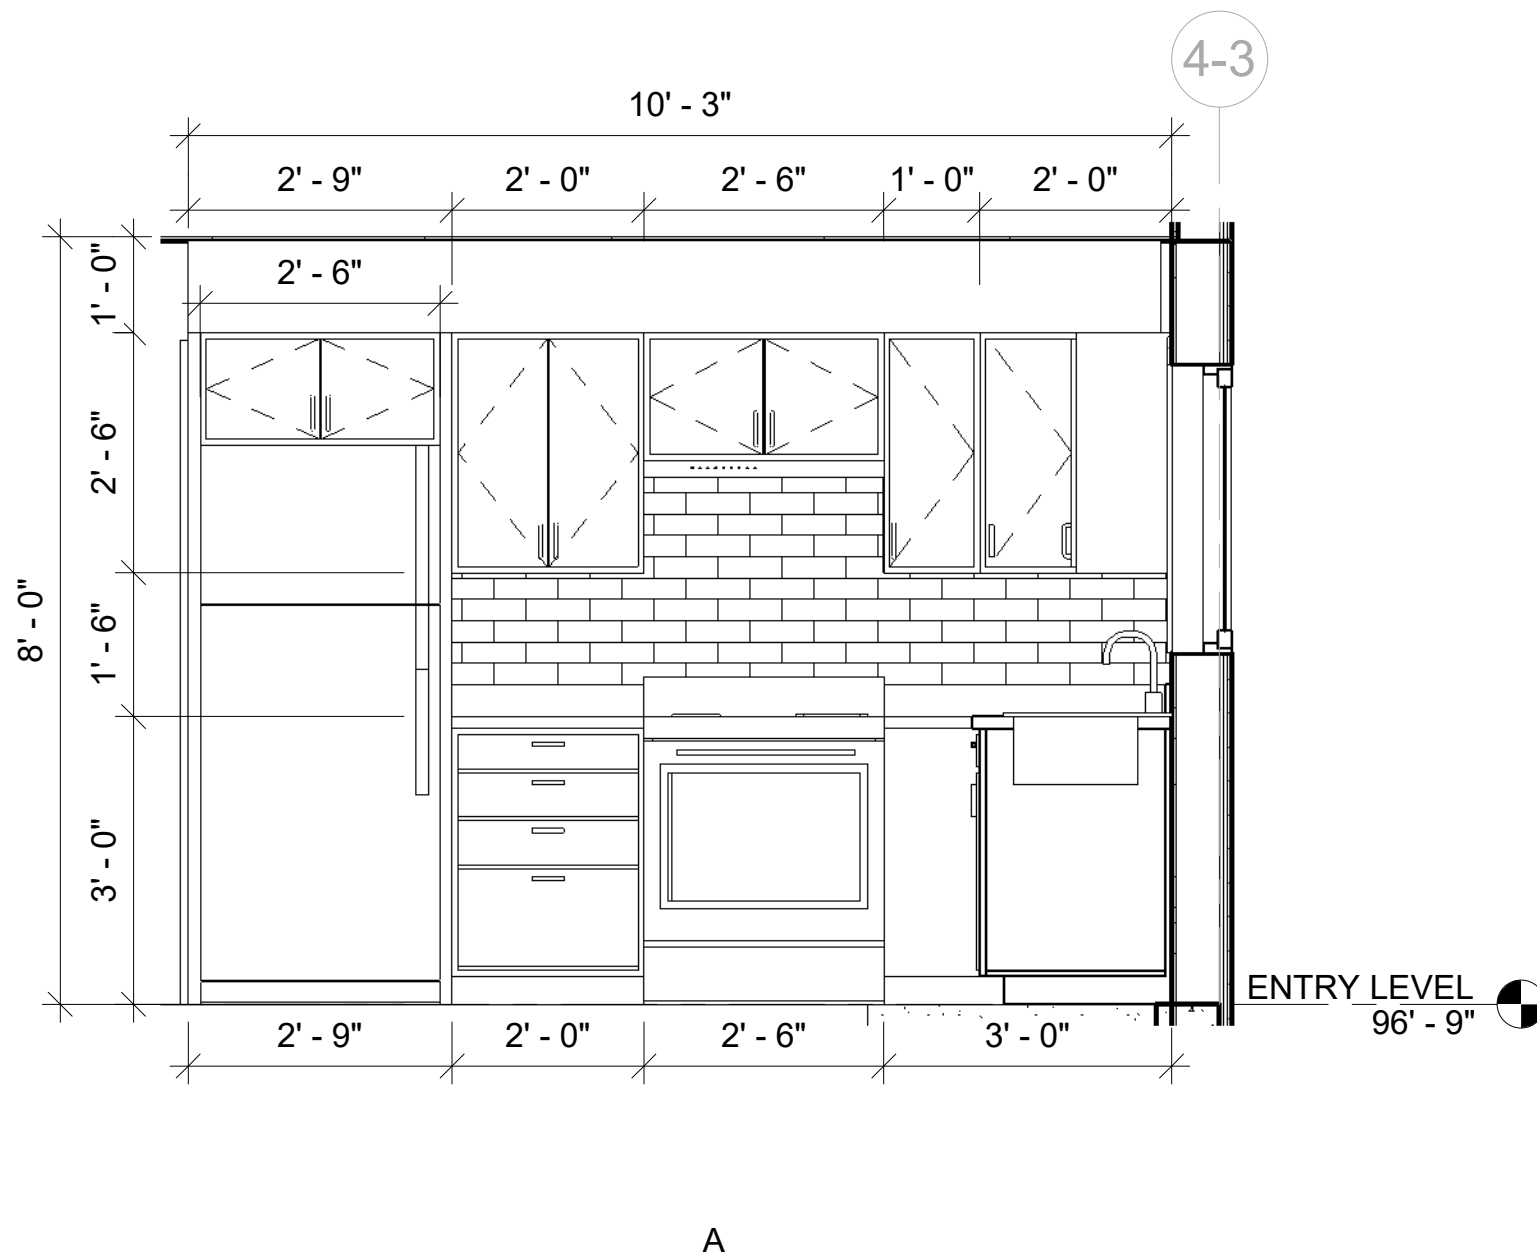 4-3
10' - 3"
2' - 9"
2' - 0"
2' - 6"
1' - 0"
2' - 0"
1' - 0"
2' - 6"
2' - 6"
8' - 0"
1' - 6"
3' - 0"
ENTRY LEVEL
96' - 9"
2' - 9"
2' - 0"
2' - 6"
3' - 0"
A